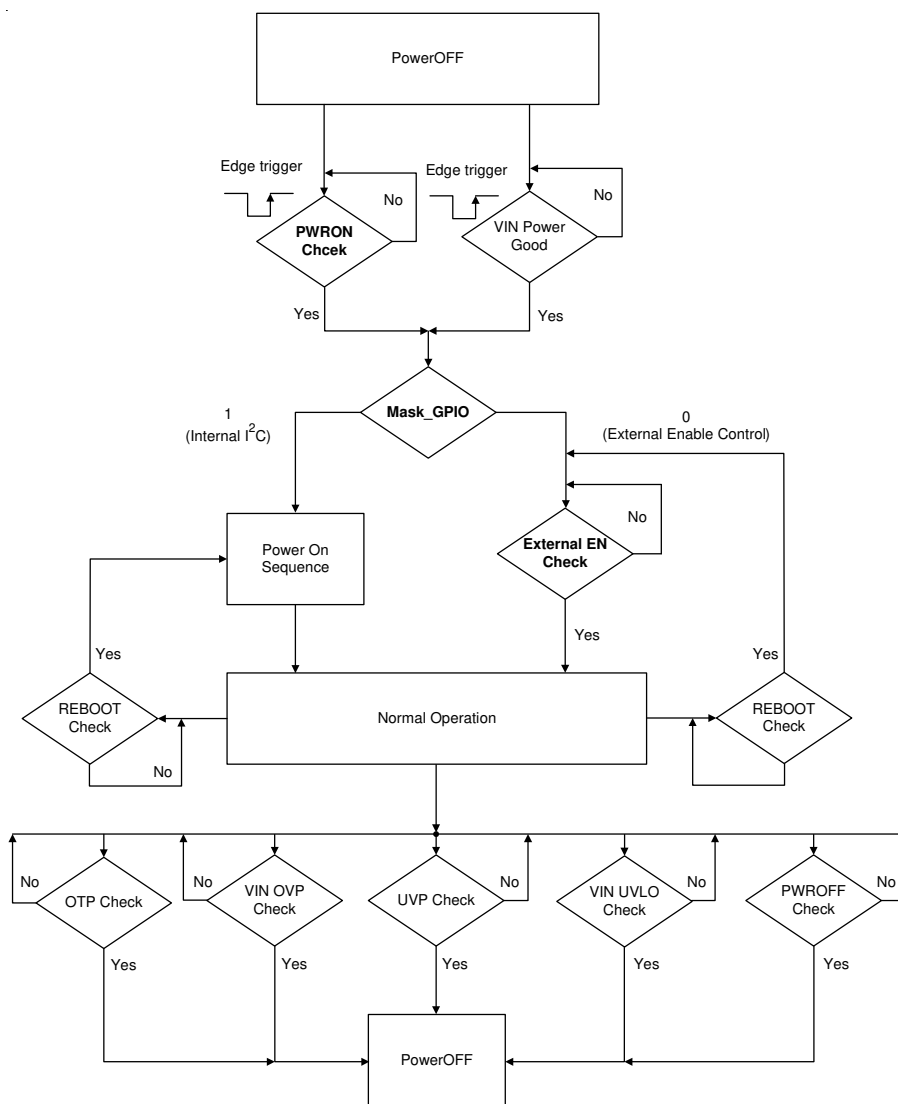 PowerOFF
Edge trigger
Edge trigger
No
No
PWRON
Chcek
VIN Power
Good
Yes
Yes
Mask_GPIO
1
(Internal I²C)
0
(External Enable Control)
No
Power On
Sequence
External EN
Check
Yes
Yes
Yes
REBOOT
Check
No
Normal Operation
REBOOT
Check
No
OTP Check
No
VIN OVP
Check
UVP Check
No
No
VIN UVLO
Check
PWROFF
Check
No
Yes
Yes
Yes
Yes
Yes
PowerOFF